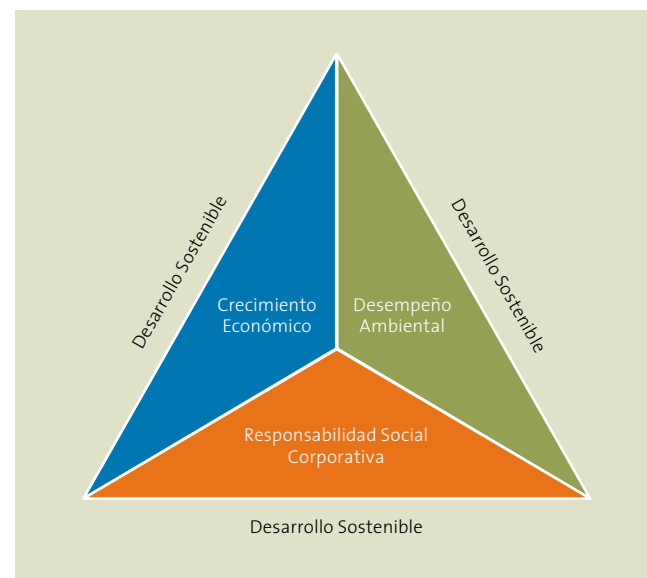 Desarrollo Sostenible
Desarrollo Sostenible
Crecimiento
Económico
Desempeño
Ambiental
Responsabilidad Social
Corporativa
Desarrollo Sostenible